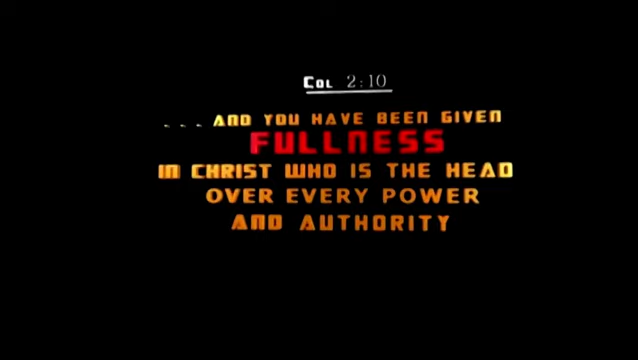 Col 2:10
... AND YOU HAVE BEEN GIVEN
FULLNESS
IN CHRIST WHO IS THE HEAD
OVER EVERY POWER
AND AUTHORITY